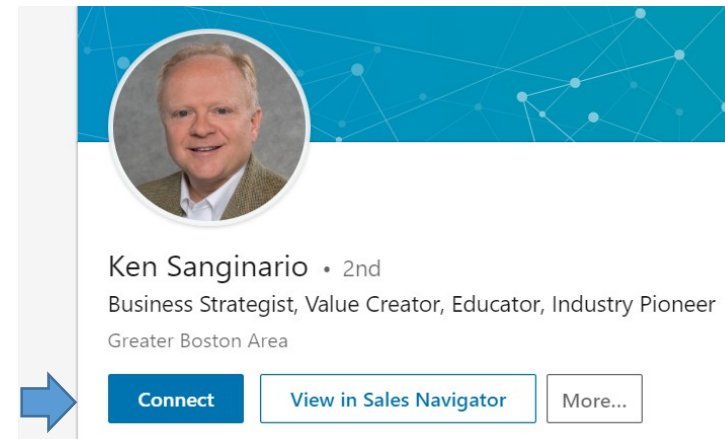 Ken Sanginario • 2nd
Business Strategist, Value Creator, Educator, Industry Pioneer
Greater Boston Area
Connect View in Sales Navigator More...